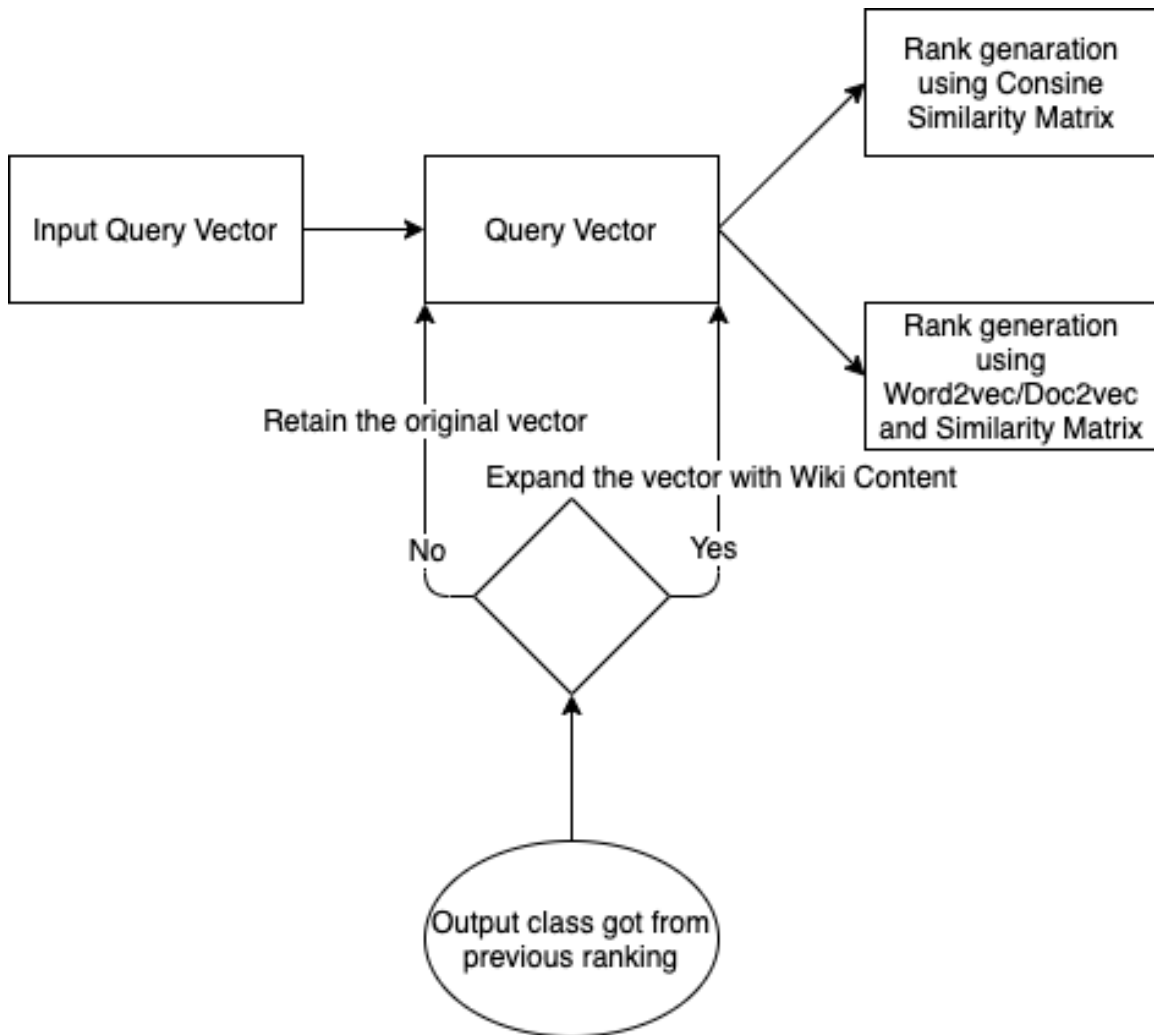 Rank genaration
using Consine
Similarity Matrix
Input Query Vector
Query Vector
Rank generation
using
Word2vec/Doc2vec
and Similarity Matrix
Retain the original vector
Expand the vector with Wiki Content
No
Yes
Output class got from
previous ranking